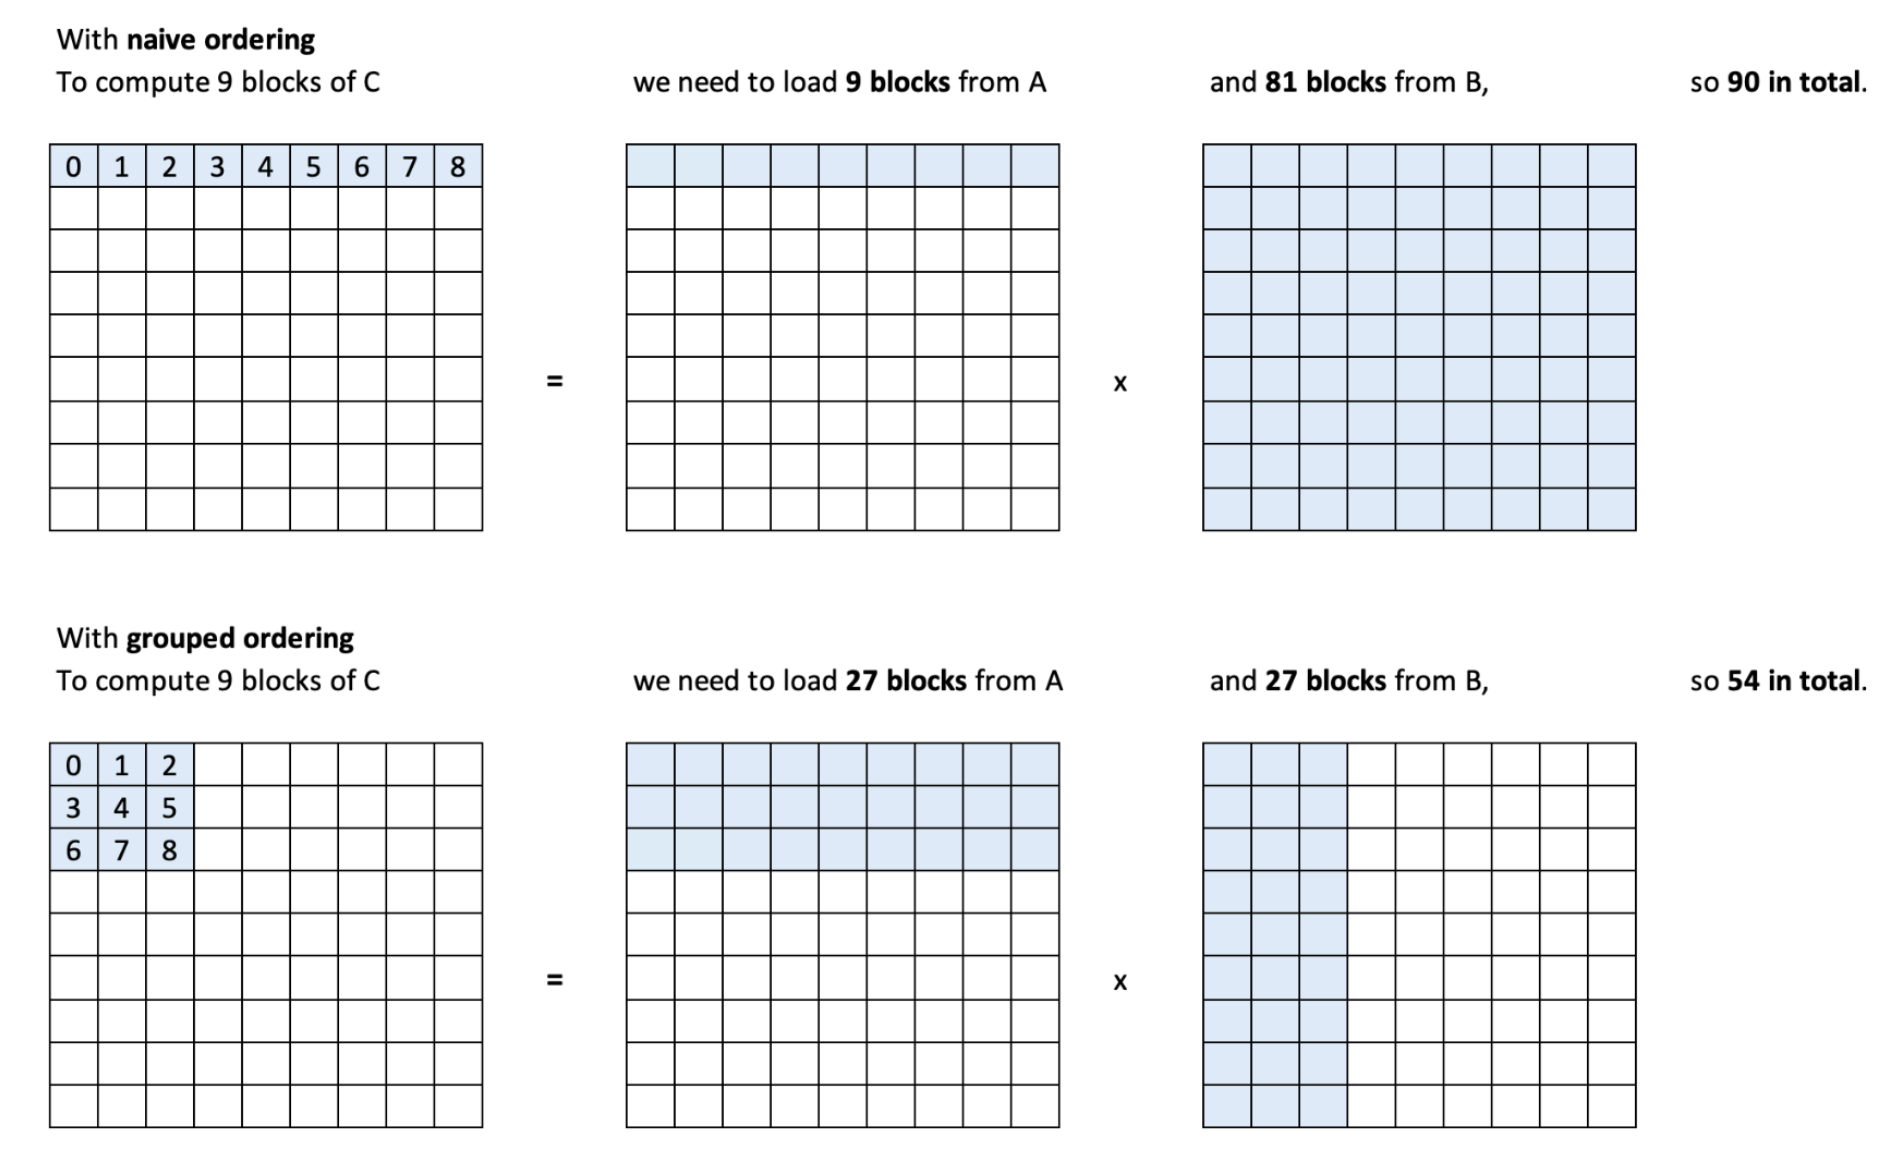 With naive ordering
To compute 9 blocks of C
we need to load 9 blocks from A
and 81 blocks from B,
so 90 in total.
0 1 2 3 4 5 6 7 8
=
x
With grouped ordering
To compute 9 blocks of C
we need to load 27 blocks from A
and 27 blocks from B,
so 54 in total.
0 1 2
3 4 5
6 7 8
=
x